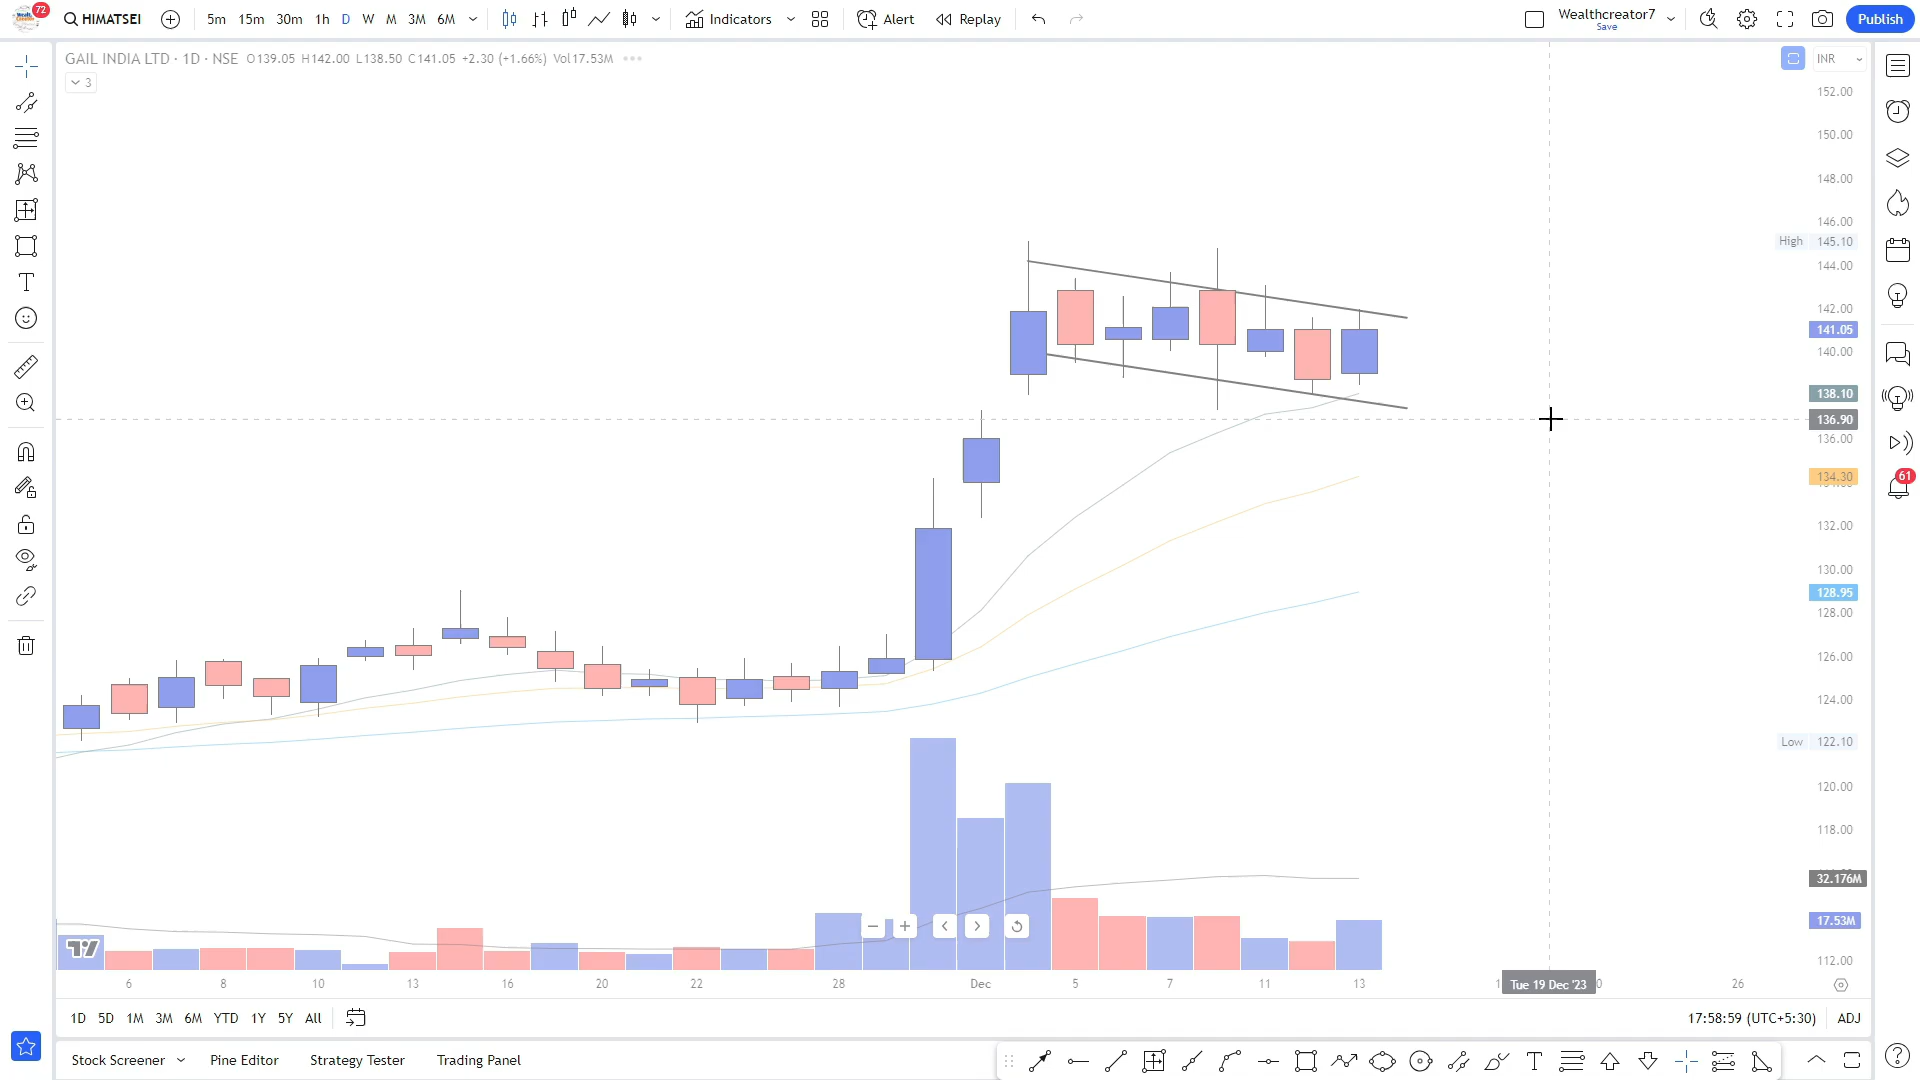 72 HIMATSEI 5m 15m 30m 1h D W M 3M 6M Indicators Alert Replay Wealthcreator7 Save Publish
GAIL INDIA LTD · 1D · NSE O139.05 H142.00 L138.50 C141.05 +2.30 (+1.66%) Vol17.53M
INR
3
152.00
150.00
148.00
146.00
High 145.10
144.00
142.00
141.05
140.00
138.10
136.90
136.00
134.30
132.00
130.00
128.95
128.00
126.00
124.00
Low 122.10
120.00
118.00
32.176M
17.53M
112.00
61
6 8 10 13 16 20 22 28 Dec 5 7 11 13 Tue 19 Dec '23 26
1D 5D 1M 3M 6M YTD 1Y 5Y All 17:58:59 (UTC+5:30) ADJ
Stock Screener Pine Editor Strategy Tester Trading Panel